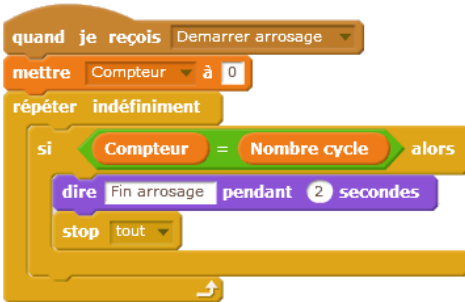 quand je reçois Demarrer arrosage
mettre Compteur à 0
répéter indéfiniment
si Compteur = Nombre cycle alors
dire Fin arrosage pendant 2 secondes
stop tout